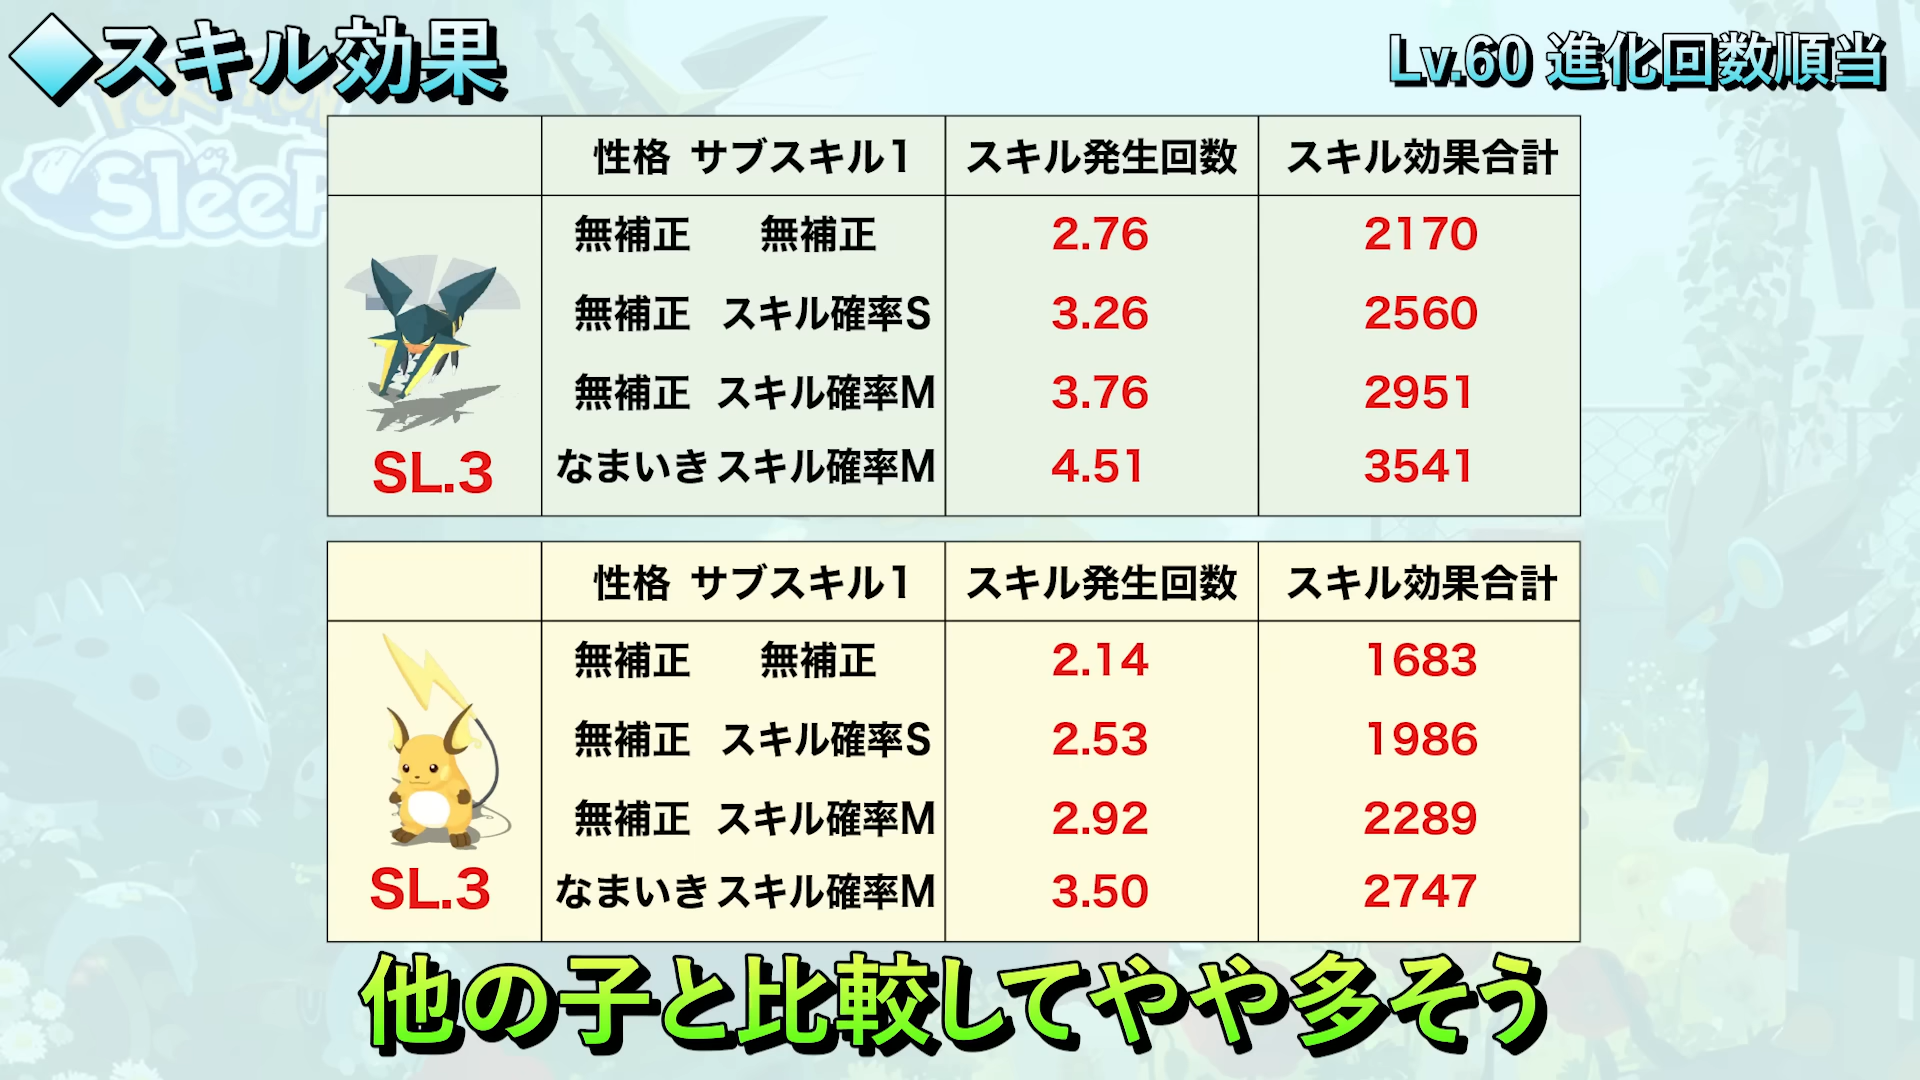 ◆スキル効果
Lv.60 進化回数順当
Pokémon
Sleep
性格 サブスキル1 スキル発生回数 スキル効果合計
無補正 無補正 2.76 2170
無補正 スキル確率S 3.26 2560
無補正 スキル確率M 3.76 2951
なまいき スキル確率M 4.51 3541
SL.3
性格 サブスキル1 スキル発生回数 スキル効果合計
無補正 無補正 2.14 1683
無補正 スキル確率S 2.53 1986
無補正 スキル確率M 2.92 2289
なまいき スキル確率M 3.50 2747
SL.3
他の子と比較してやや多そう